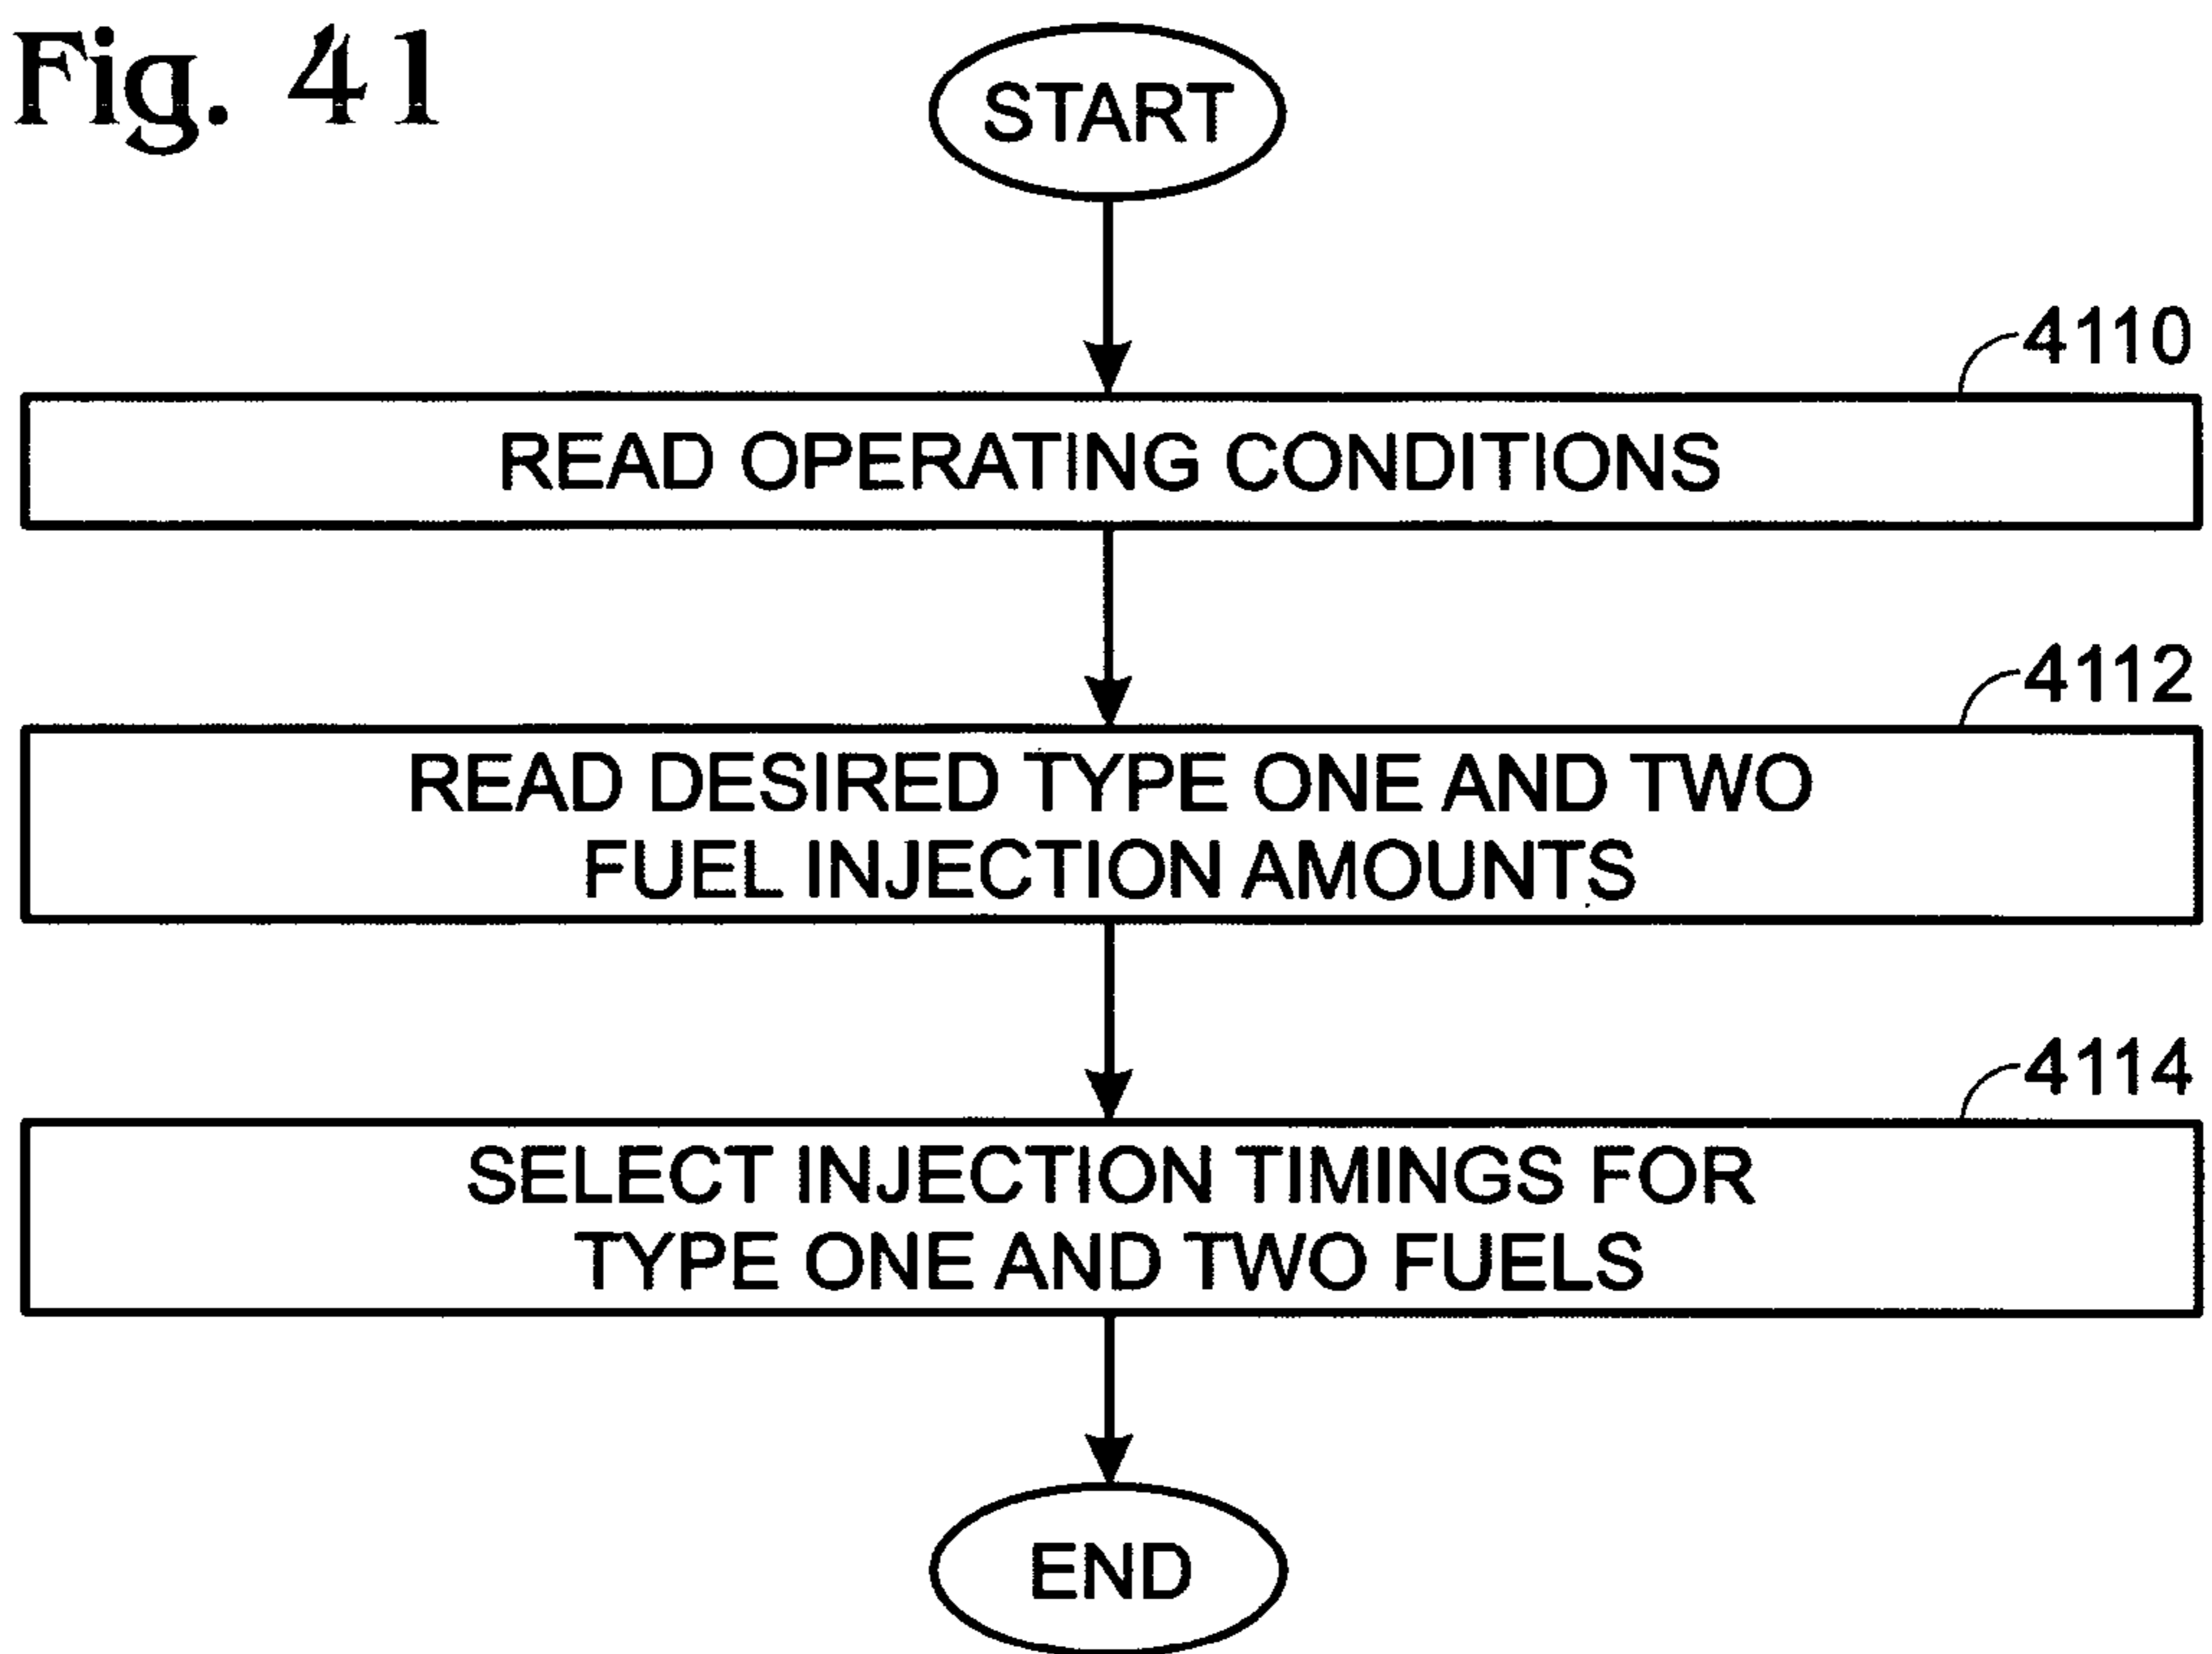 Fig. 41
START
4110
READ OPERATING CONDITIONS
4112
READ DESIRED TYPE ONE AND TWO
FUEL INJECTION AMOUNTS
4114
SELECT INJECTION TIMINGS FOR
TYPE ONE AND TWO FUELS
END